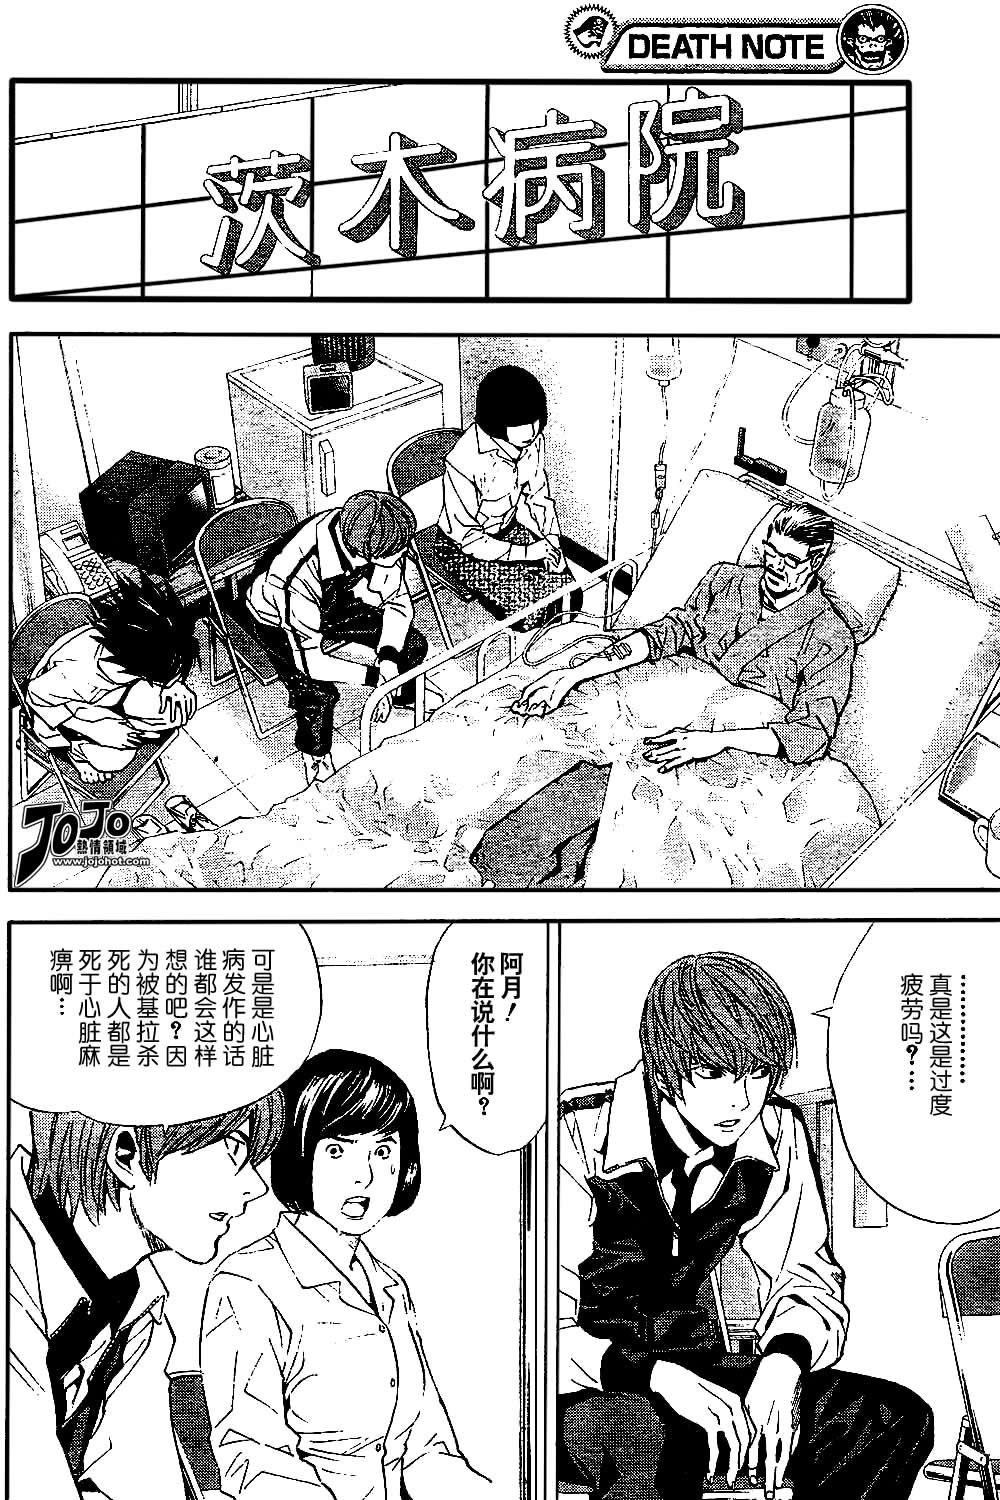 DEATH NOTE
茨木病院
JOJO
熱情領域
www.jojohot.com
…………
真是这是过度
疲劳吗？…
阿月！
你在说什么啊？
可是是心脏
病发作的话
谁都会这样
想的吧？因
为被基拉杀
死的人都是
死于心脏麻
痹啊…